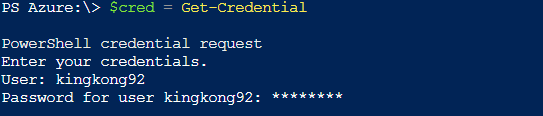 PS Azure:\> $cred = Get-Credential
PowerShell credential request
Enter your credentials.
User: kingkong92
Password for user kingkong92: ********